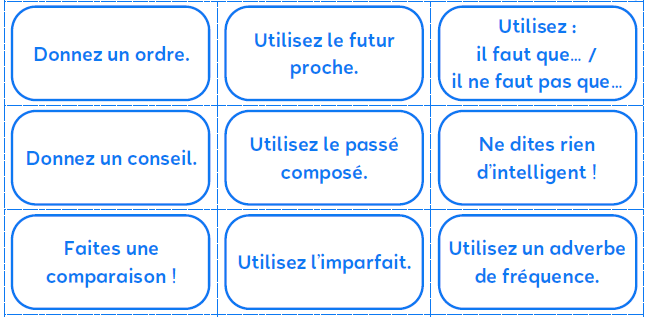 Donnez un ordre.
Utilisez le futur
proche.
Utilisez :
il faut que... /
il ne faut pas que...
Donnez un conseil.
Utilisez le passé
composé.
Ne dites rien
d'intelligent !
Faites une
comparaison !
Utilisez l'imparfait.
Utilisez un adverbe
de fréquence.